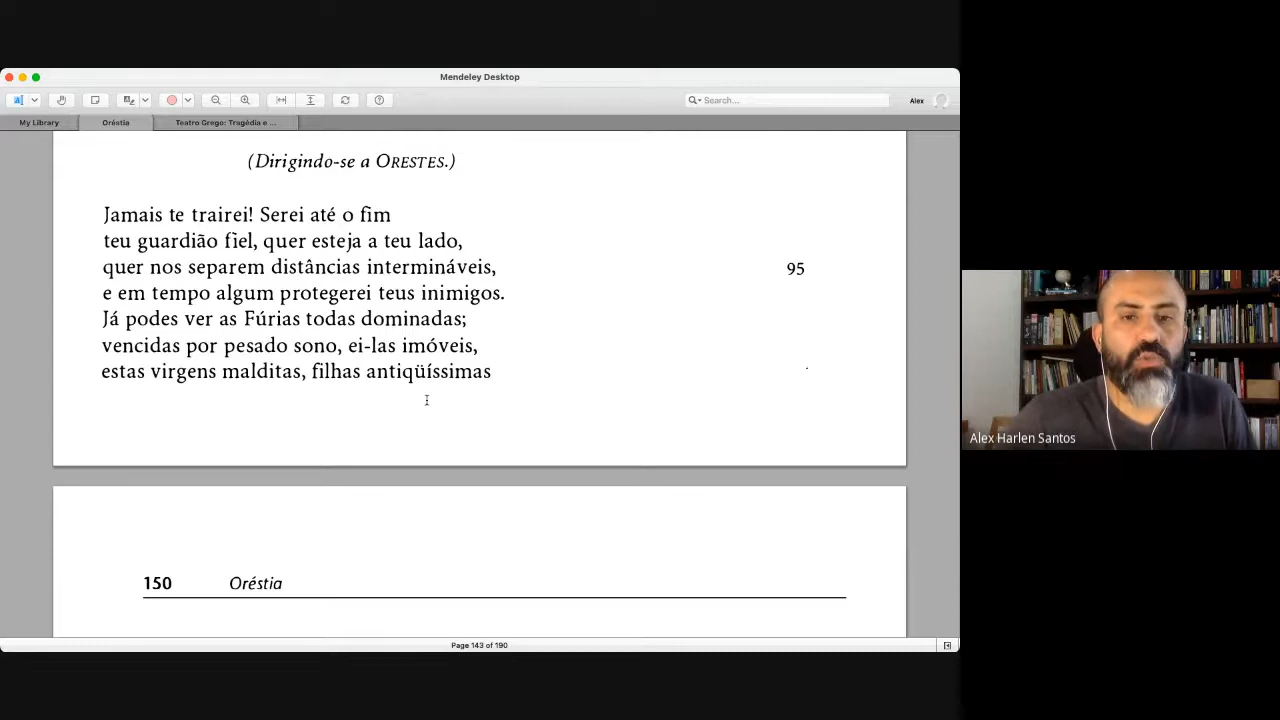 Mendeley Desktop
Search...
Alex
My Library
Oréstia
Teatro Grego: Tragédia e ...
(Dirigindo-se a ORESTES.)
Jamais te trairei! Serei até o fim
teu guardião fiel, quer esteja a teu lado,
quer nos separem distâncias intermináveis,
95
e em tempo algum protegerei teus inimigos.
Já podes ver as Fúrias todas dominadas;
vencidas por pesado sono, ei-las imóveis,
estas virgens malditas, filhas antiqüíssimas
150 Oréstia
Page 143 of 190
Alex Harlen Santos